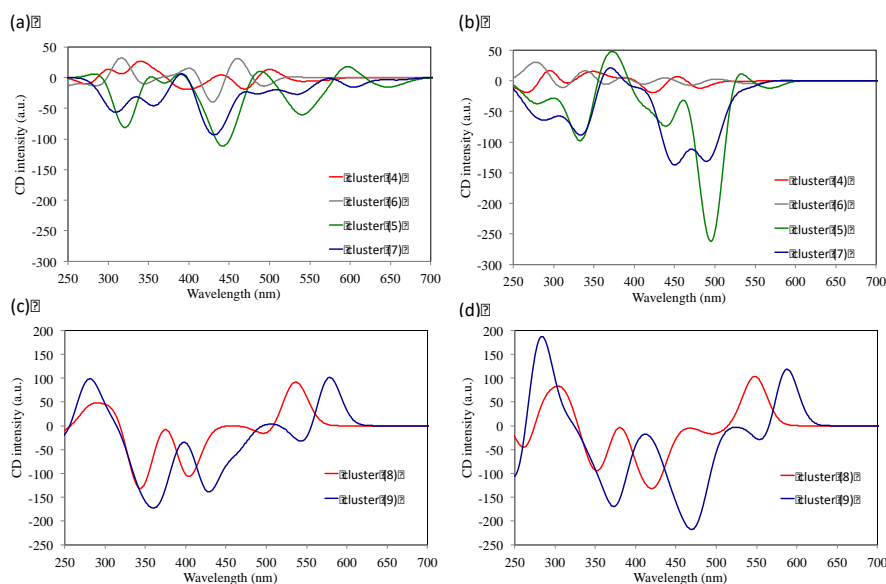 (a)
50
0
-50
-100
-150
-200
-250
-300
CD intensity (a.u.)
cluster (4)
cluster (6)
cluster (5)
cluster (7)
250 300 350 400 450 500 550 600 650 700
Wavelength (nm)
(b)
50
0
-50
-100
-150
-200
-250
-300
CD intensity (a.u.)
cluster (4)
cluster (6)
cluster (5)
cluster (7)
250 300 350 400 450 500 550 600 650 700
Wavelength (nm)
(c)
200
150
100
50
0
-50
-100
-150
-200
-250
CD intensity (a.u.)
cluster (8)
cluster (9)
250 300 350 400 450 500 550 600 650 700
Wavelength (nm)
(d)
200
150
100
50
0
-50
-100
-150
-200
-250
CD intensity (a.u.)
cluster (8)
cluster (9)
250 300 350 400 450 500 550 600 650 700
Wavelength (nm)